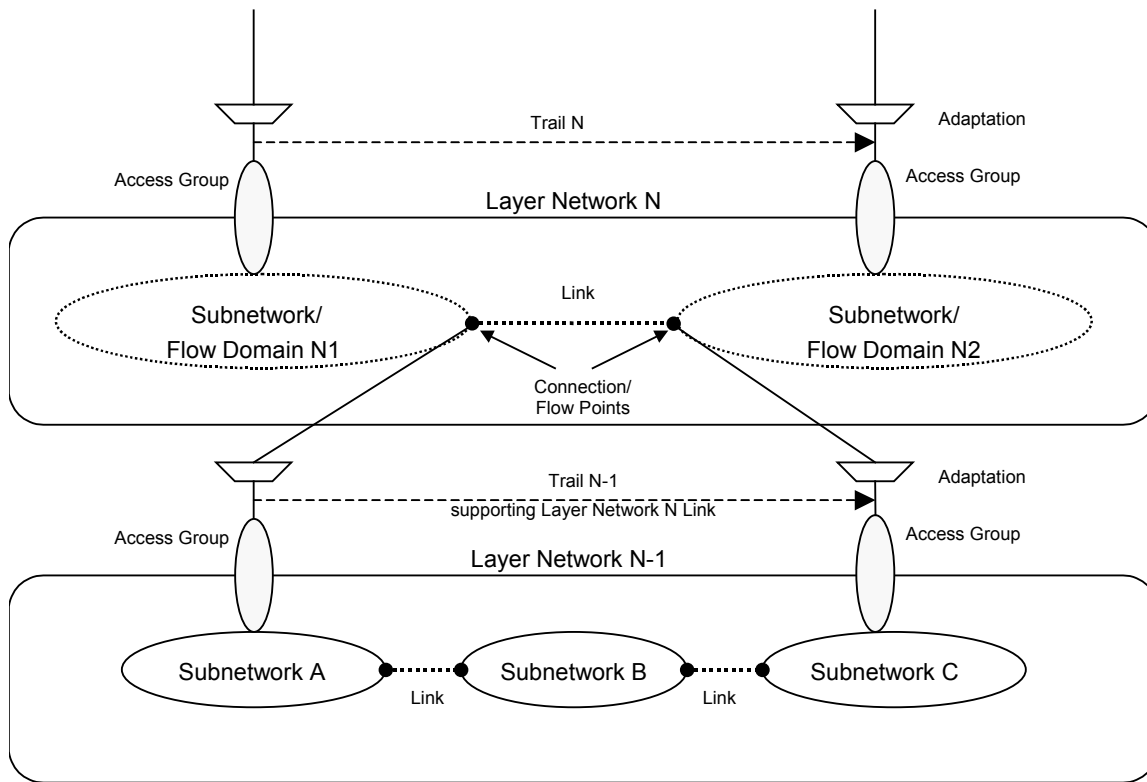 Trail N
Adaptation
Access Group
Access Group
Layer Network N
Link
Subnetwork/
Flow Domain N1
Subnetwork/
Flow Domain N2
Connection/
Flow Points
Trail N-1
Adaptation
supporting Layer Network N Link
Access Group
Access Group
Layer Network N-1
Subnetwork A
Subnetwork B
Subnetwork C
Link
Link